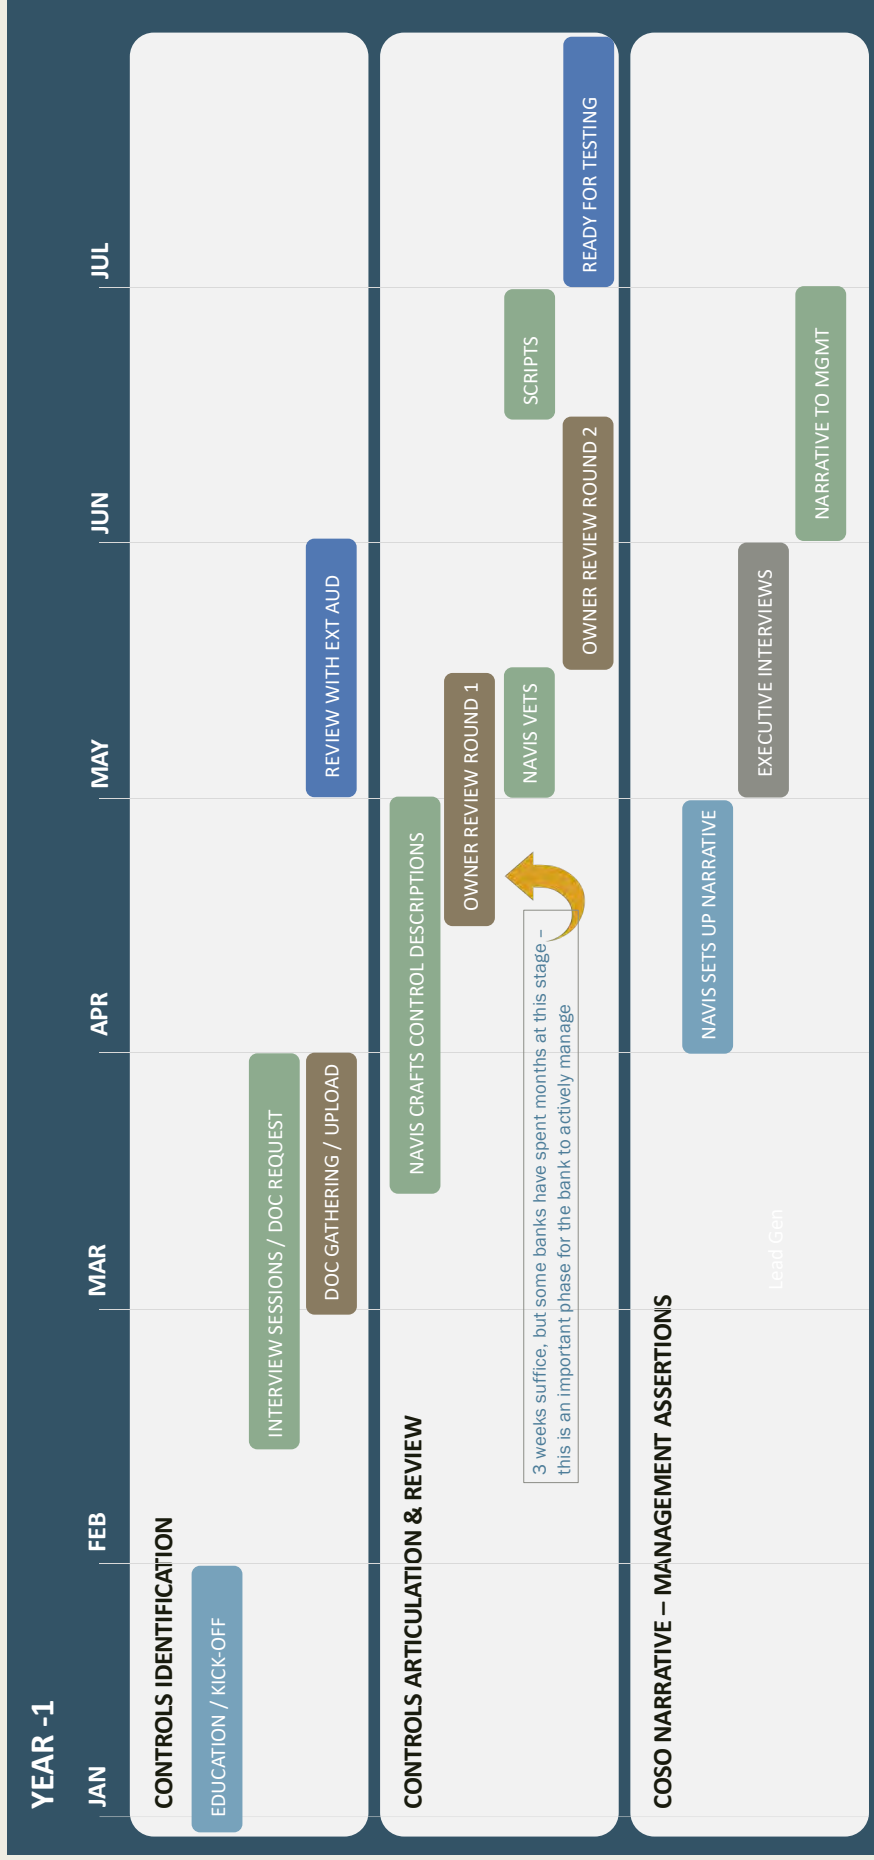 YEAR -1
JAN
FEB
MAR
APR
MAY
JUN
JUL
CONTROLS IDENTIFICATION
EDUCATION / KICK-OFF
INTERVIEW SESSIONS / DOC REQUEST
DOC GATHERING / UPLOAD
REVIEW WITH EXT AUD
CONTROLS ARTICULATION & REVIEW
NAVIS CRAFTS CONTROL DESCRIPTIONS
OWNER REVIEW ROUND 1
NAVIS VETS
SCRIPTS
3 weeks suffice, but some banks have spent months at this stage –
this is an important phase for the bank to actively manage
OWNER REVIEW ROUND 2
READY FOR TESTING
COSO NARRATIVE – MANAGEMENT ASSERTIONS
NAVIS SETS UP NARRATIVE
EXECUTIVE INTERVIEWS
Lead Gen
NARRATIVE TO MGMT